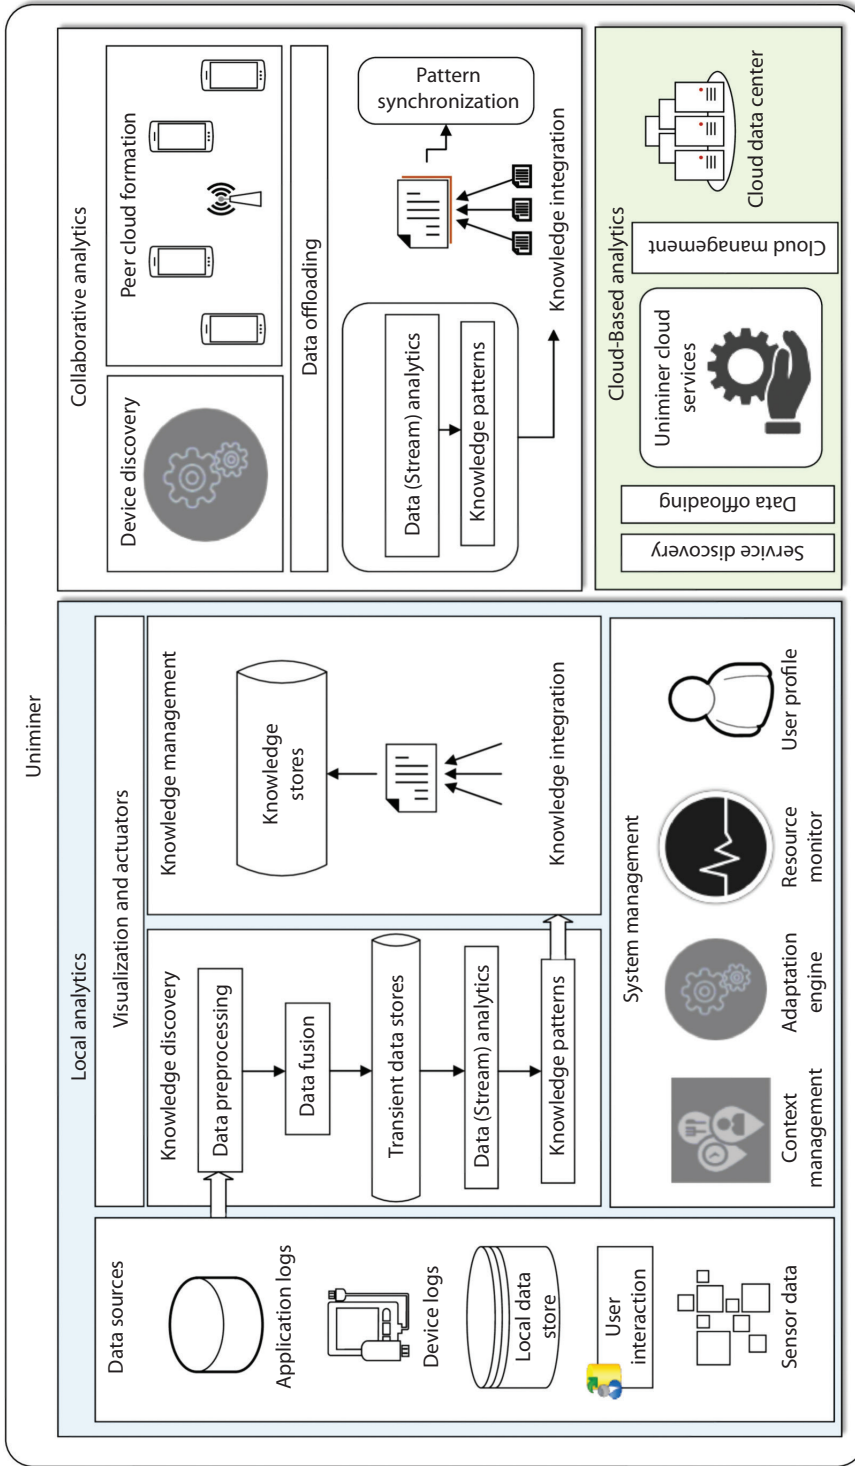 Uniminer
Local analytics
Data sources
Application logs
Device logs
Local data
store
User
interaction
Sensor data
Visualization and actuators
Knowledge discovery
Data preprocessing
Data fusion
Transient data stores
Data (Stream) analytics
Knowledge patterns
Knowledge management
Knowledge
stores
Knowledge integration
System management
Context
management
Adaptation
engine
Resource
monitor
User profile
Collaborative analytics
Device discovery
Peer cloud formation
Data offloading
Data (Stream) analytics
Knowledge patterns
Pattern
synchronization
Knowledge integration
Cloud-Based analytics
Service discovery
Data offloading
Uniminer cloud
services
Cloud management
Cloud data center